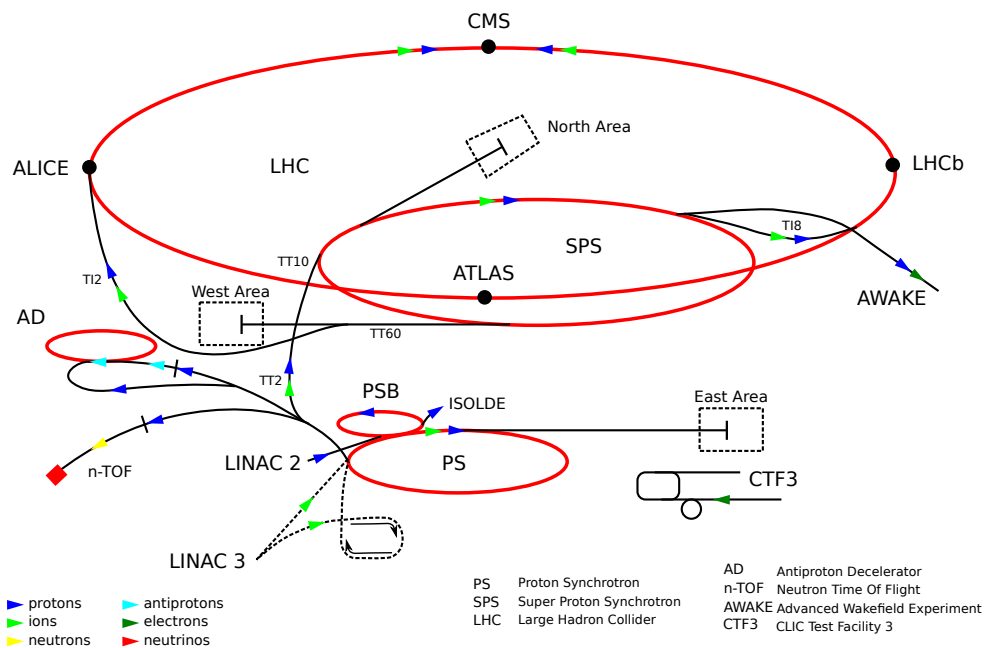 CMS
North Area
ALICE
LHC
LHCb
SPS
TI8
TT10
ATLAS
TI2
West Area
AWAKE
AD
TT60
TT2
PSB
ISOLDE
East Area
LINAC 2
PS
n-TOF
CTF3
LINAC 3
protons
ions
neutrons
antiprotons
electrons
neutrinos
PS Proton Synchrotron
SPS Super Proton Synchrotron
LHC Large Hadron Collider
AD Antiproton Decelerator
n-TOF Neutron Time Of Flight
AWAKE Advanced Wakefield Experiment
CTF3 CLIC Test Facility 3